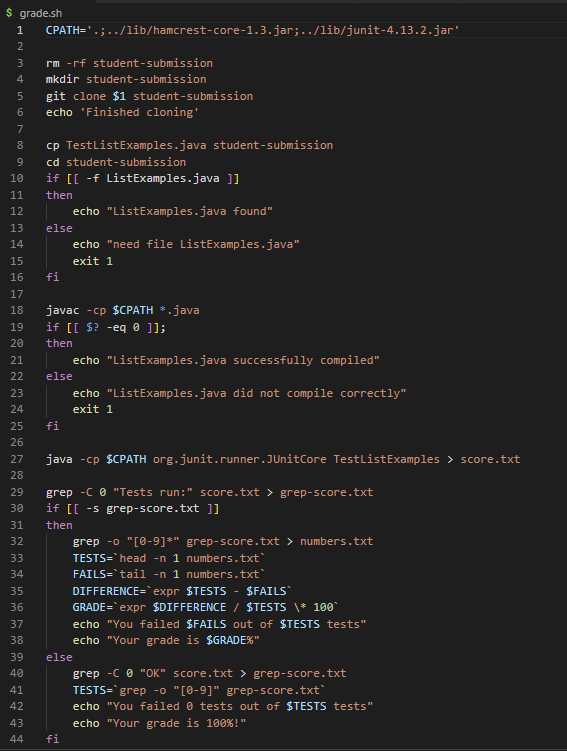 $ grade.sh
1 CPATH='.;../lib/hamcrest-core-1.3.jar;../lib/junit-4.13.2.jar'
2
3 rm -rf student-submission
4 mkdir student-submission
5 git clone $1 student-submission
6 echo 'Finished cloning'
7
8 cp TestListExamples.java student-submission
9 cd student-submission
10 if [[ -f ListExamples.java ]]
11 then
12     echo "ListExamples.java found"
13 else
14     echo "need file ListExamples.java"
15     exit 1
16 fi
17
18 javac -cp $CPATH *.java
19 if [[ $? -eq 0 ]];
20 then
21     echo "ListExamples.java successfully compiled"
22 else
23     echo "ListExamples.java did not compile correctly"
24     exit 1
25 fi
26
27 java -cp $CPATH org.junit.runner.JUnitCore TestListExamples > score.txt
28
29 grep -C 0 "Tests run:" score.txt > grep-score.txt
30 if [[ -s grep-score.txt ]]
31 then
32     grep -o "[0-9]*" grep-score.txt > numbers.txt
33     TESTS=`head -n 1 numbers.txt`
34     FAILS=`tail -n 1 numbers.txt`
35     DIFFERENCE=`expr $TESTS - $FAILS`
36     GRADE=`expr $DIFFERENCE / $TESTS \* 100`
37     echo "You failed $FAILS out of $TESTS tests"
38     echo "Your grade is $GRADE%"
39 else
40     grep -C 0 "OK" score.txt > grep-score.txt
41     TESTS=`grep -o "[0-9]" grep-score.txt`
42     echo "You failed 0 tests out of $TESTS tests"
43     echo "Your grade is 100%!"
44 fi